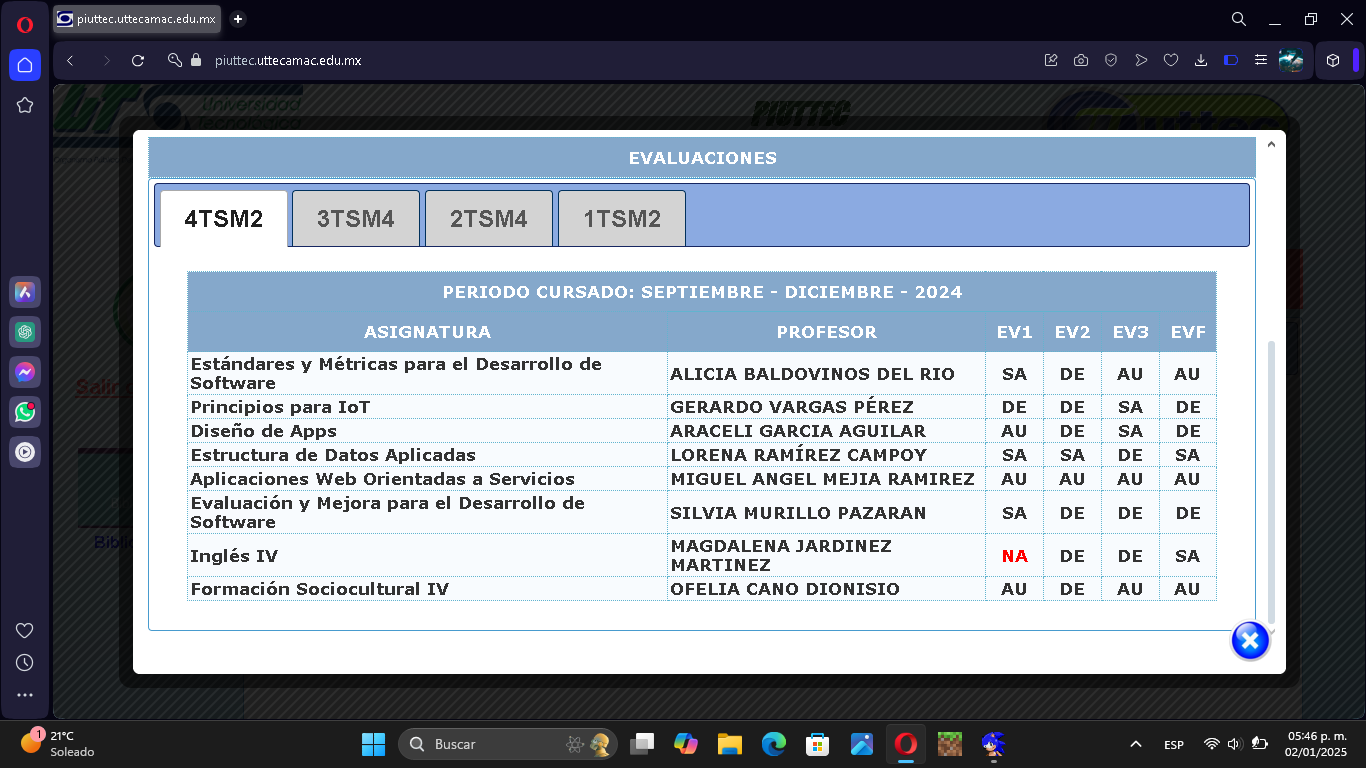 piuttec.uttecamac.edu.mx
piuttec.uttecamac.edu.mx
Universidad
Tecnológica
PIUTTEC
EVALUACIONES
4TSM2 3TSM4 2TSM4 1TSM2
PERIODO CURSADO: SEPTIEMBRE - DICIEMBRE - 2024
ASIGNATURA PROFESOR EV1 EV2 EV3 EVF
Estándares y Métricas para el Desarrollo de
Software ALICIA BALDOVINOS DEL RIO SA DE AU AU
Principios para IoT GERARDO VARGAS PÉREZ DE DE SA DE
Diseño de Apps ARACELI GARCIA AGUILAR AU DE SA DE
Estructura de Datos Aplicadas LORENA RAMÍREZ CAMPOY SA SA DE SA
Aplicaciones Web Orientadas a Servicios MIGUEL ANGEL MEJIA RAMIREZ AU AU AU AU
Evaluación y Mejora para el Desarrollo de
Software SILVIA MURILLO PAZARAN SA DE DE DE
Inglés IV MAGDALENA JARDINEZ
MARTINEZ NA DE DE SA
Formación Sociocultural IV OFELIA CANO DIONISIO AU DE AU AU
Salir
Bibli
1
21°C
Soleado
Buscar
ESP
05:46 p. m.
02/01/2025